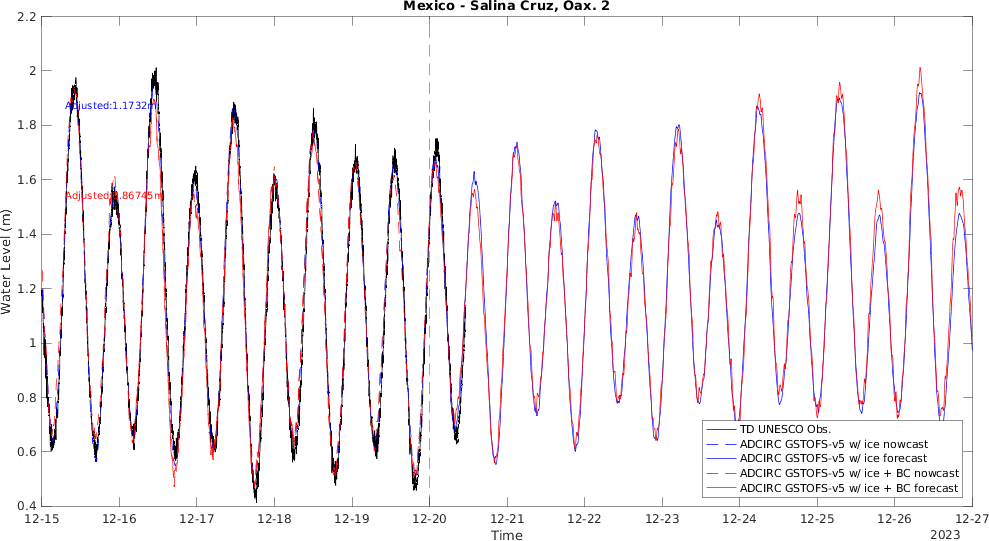 Mexico - Salina Cruz, Oax. 2
2.2
2
1.8
1.6
1.4
1.2
1
0.8
0.6
0.4
Water Level (m)
Adjusted:1.1732m
Adjusted:0.86745m
TD UNESCO Obs.
ADCIRC GSTOFS-v5 w/ ice nowcast
ADCIRC GSTOFS-v5 w/ ice forecast
ADCIRC GSTOFS-v5 w/ ice + BC nowcast
ADCIRC GSTOFS-v5 w/ ice + BC forecast
12-15 12-16 12-17 12-18 12-19 12-20 12-21 12-22 12-23 12-24 12-25 12-26 12-27
Time
2023